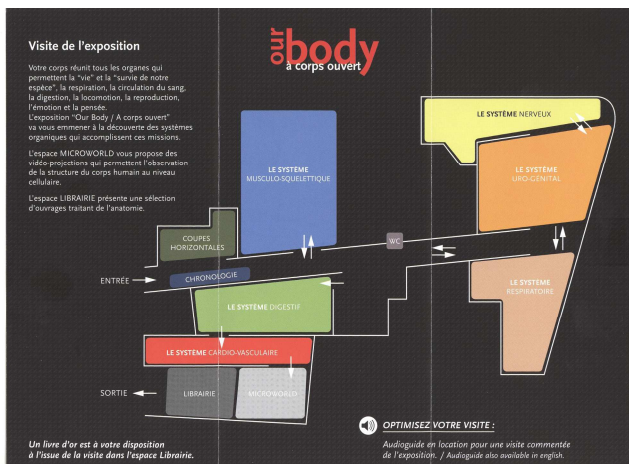 Visite de l'exposition
Votre corps réunit tous les organes qui
permettent la "vie" et la "survie de notre
espèce", la respiration, la circulation du sang,
la digestion, la locomotion, la reproduction,
l'émotion et la pensée.
L'exposition "Our Body / A corps ouvert"
va vous emmener à la découverte des systèmes
organiques qui accomplissent ces missions.
L'espace MICROWORLD vous propose des
vidéo-projections qui permettent l'observation
de la structure du corps humain au niveau
cellulaire.
L'espace LIBRAIRIE présente une sélection
d'ouvrages traitant de l'anatomie.
our body
à corps ouvert
LE SYSTÈME NERVEUX
LE SYSTÈME
MUSCULO-SQUELETTIQUE
LE SYSTÈME
URO-GÉNITAL
COUPES
HORIZONTALES
WC
ENTRÉE
CHRONOLOGIE
LE SYSTÈME
RESPIRATOIRE
LE SYSTÈME DIGESTIF
LE SYSTÈME CARDIO-VASCULAIRE
SORTIE
LIBRAIRIE
MICROWORLD
OPTIMISEZ VOTRE VISITE :
Audioguide en location pour une visite commentée
de l'exposition. / Audioguide also available in english.
Un livre d'or est à votre disposition
à l'issue de la visite dans l'espace Librairie.